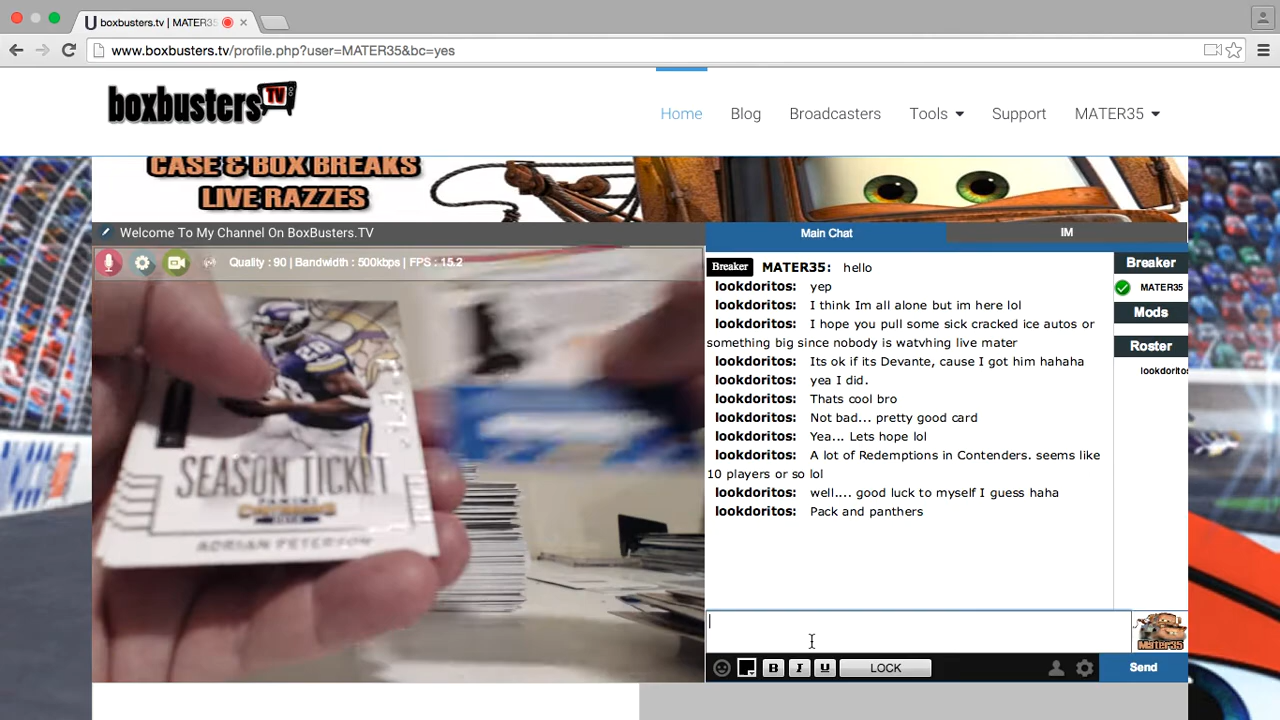 boxbusters.tv | MATER35
www.boxbusters.tv/profile.php?user=MATER35&bc=yes
boxbusters TV
Home Blog Broadcasters Tools Support MATER35
CASE & BOX BREAKS
LIVE RAZZES
Welcome To My Channel On BoxBusters.TV
Main Chat IM
Quality : 90 | Bandwidth : 500kbps | FPS : 15.2
Breaker MATER35: hello
lookdoritos: yep
lookdoritos: I think Im all alone but im here lol
lookdoritos: I hope you pull some sick cracked ice autos or
something big since nobody is watvhing live mater
lookdoritos: Its ok if its Devante, cause I got him hahaha
lookdoritos: yea I did.
lookdoritos: Thats cool bro
lookdoritos: Not bad... pretty good card
lookdoritos: Yea... Lets hope lol
lookdoritos: A lot of Redemptions in Contenders. seems like
10 players or so lol
lookdoritos: well.... good luck to myself I guess haha
lookdoritos: Pack and panthers
Breaker
MATER35
Mods
Roster
lookdoritos
SEASON TICKET
PANINI
CONTENDERS
ADRIAN PETERSON
Mater35
B I U LOCK Send